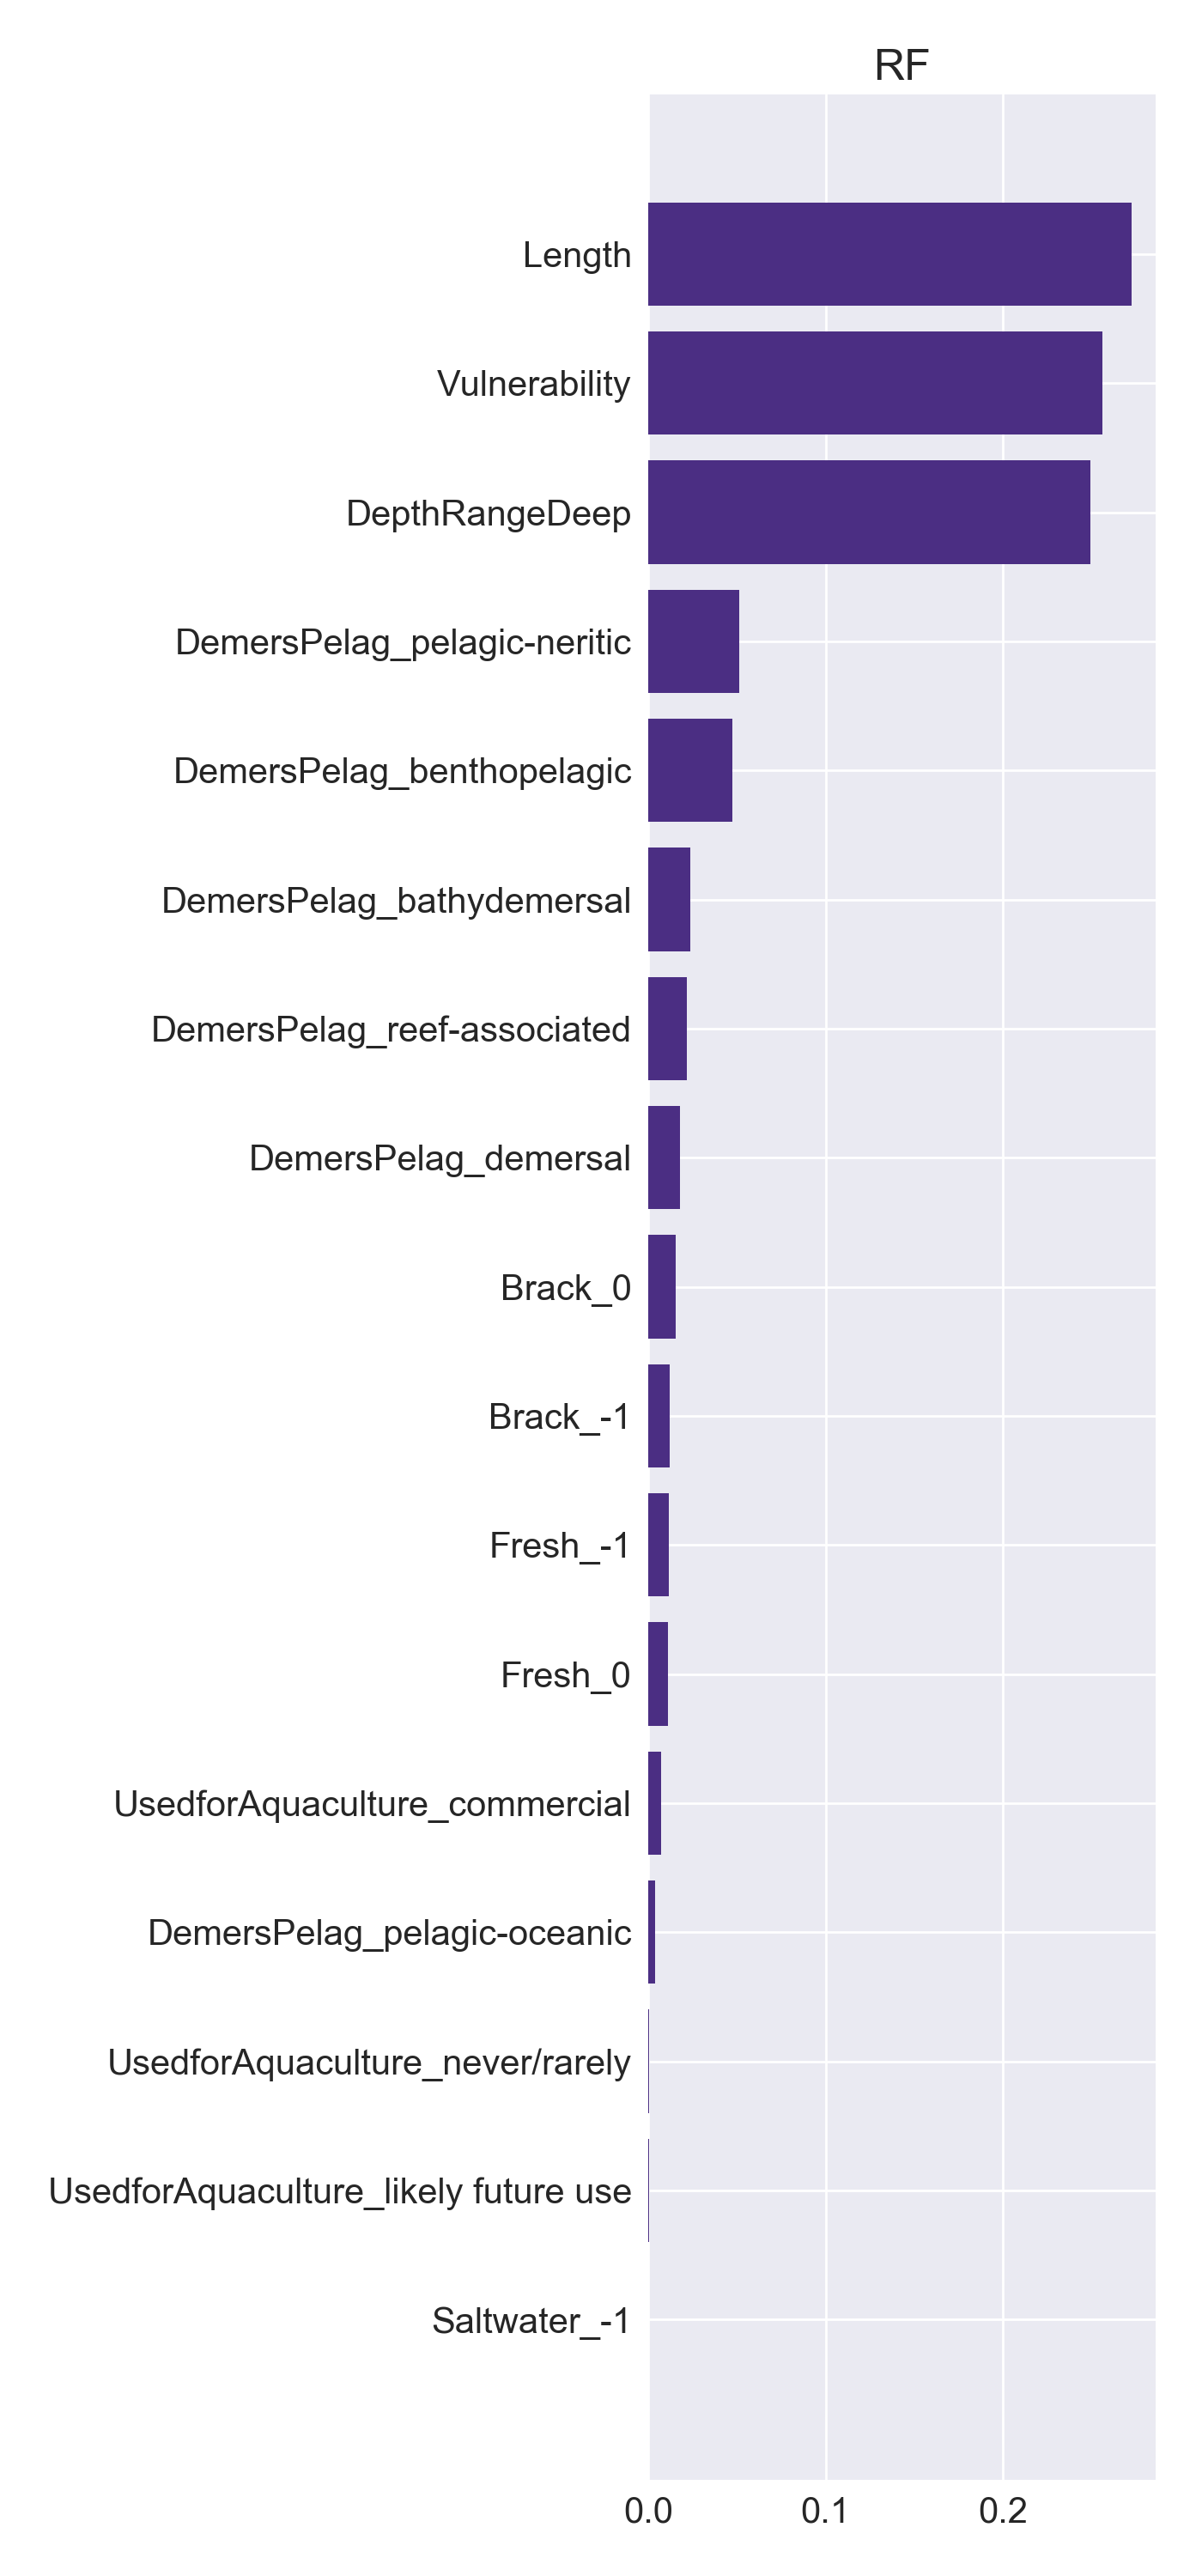 RF
Length
Vulnerability
DepthRangeDeep
DemersPelag_pelagic-neritic
DemersPelag_benthopelagic
DemersPelag_bathydemersal
DemersPelag_reef-associated
DemersPelag_demersal
Brack_0
Brack_-1
Fresh_-1
Fresh_0
UsedforAquaculture_commercial
DemersPelag_pelagic-oceanic
UsedforAquaculture_never/rarely
UsedforAquaculture_likely future use
Saltwater_-1
0.0 0.1 0.2